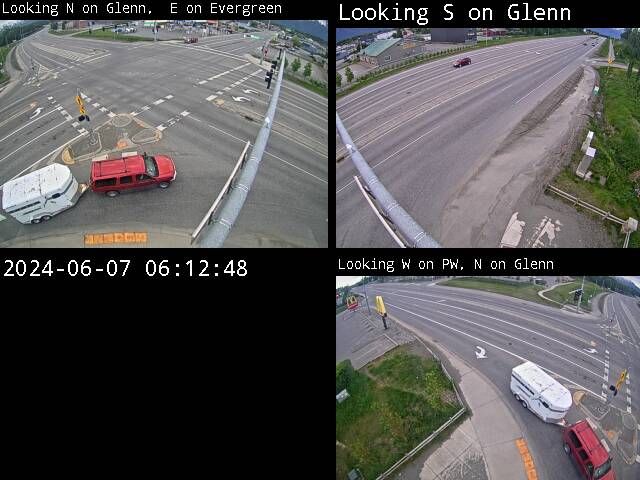 Looking N on Glenn, E on Evergreen
Looking S on Glenn
2024-06-07 06:12:48
Looking W on PW, N on Glenn